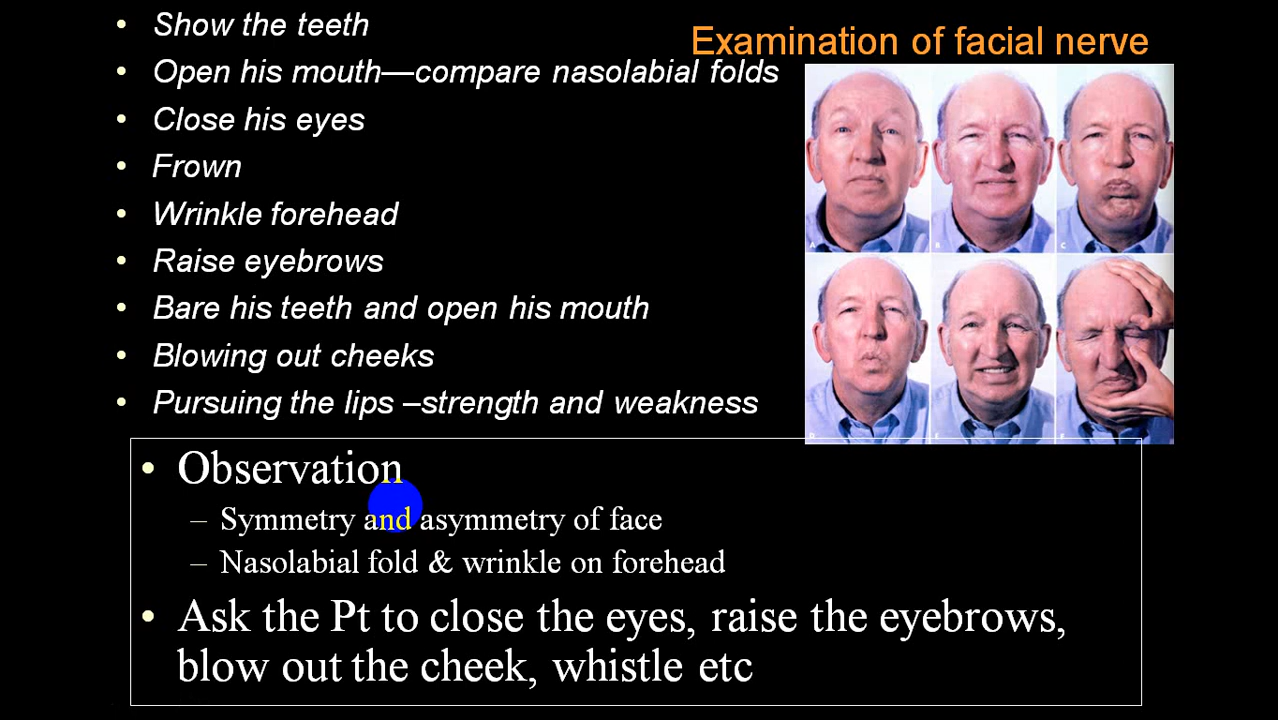 Examination of facial nerve
• Show the teeth
• Open his mouth—compare nasolabial folds
• Close his eyes
• Frown
• Wrinkle forehead
• Raise eyebrows
• Bare his teeth and open his mouth
• Blowing out cheeks
• Pursuing the lips –strength and weakness
A B C
D E F
• Observation
– Symmetry and asymmetry of face
– Nasolabial fold & wrinkle on forehead
• Ask the Pt to close the eyes, raise the eyebrows,
blow out the cheek, whistle etc